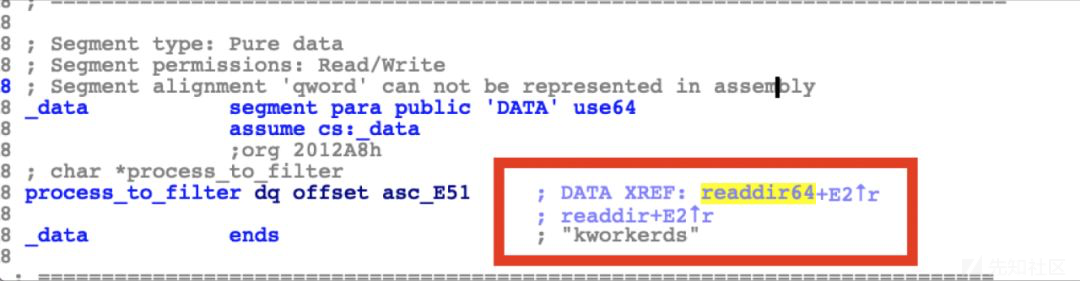 8 ; ===========================================================================
8
8 ; Segment type: Pure data
8 ; Segment permissions: Read/Write
8 ; Segment alignment 'qword' can not be represented in assembly
8 _data segment para public 'DATA' use64
8 assume cs:_data
8 ;org 2012A8h
8 ; char *process_to_filter
8 process_to_filter dq offset asc_E51 ; DATA XREF: readdir64+E2↑r
8 ; readdir+E2↑r
8 _data ends ; "kworkerds"
8
; ===========================================================================
先知社区